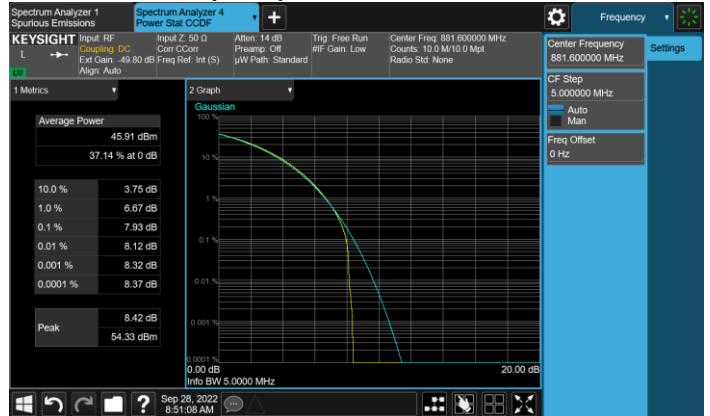 Spectrum Analyzer 1
Spurious Emissions
Spectrum Analyzer 4
Power Stat CCDF
Frequency
KEYSIGHT
L
LXI
Input: RF
Coupling: DC
Ext Gain: -49.80 dB
Align: Auto
Input Z: 50 Ω
Corr CCorr
Freq Ref: Int (S)
Atten: 14 dB
Preamp: Off
µW Path: Standard
Trig: Free Run
#IF Gain: Low
Center Freq: 881.600000 MHz
Counts: 10.0 M/10.0 Mpt
Radio Std: None
Center Frequency
881.600000 MHz
Settings
CF Step
5.000000 MHz
Auto
Man
Freq Offset
0 Hz
1 Metrics
Average Power
45.91 dBm
37.14 % at 0 dB
10.0 % 3.75 dB
1.0 % 6.67 dB
0.1 % 7.93 dB
0.01 % 8.12 dB
0.001 % 8.32 dB
0.0001 % 8.37 dB
Peak
8.42 dB
54.33 dBm
2 Graph
Gaussian
100 %
10 %
1 %
0.1 %
0.01 %
0.001 %
0.0001 %
0.00 dB
20.00 dB
Info BW 5.0000 MHz
?
Sep 28, 2022
8:51:08 AM